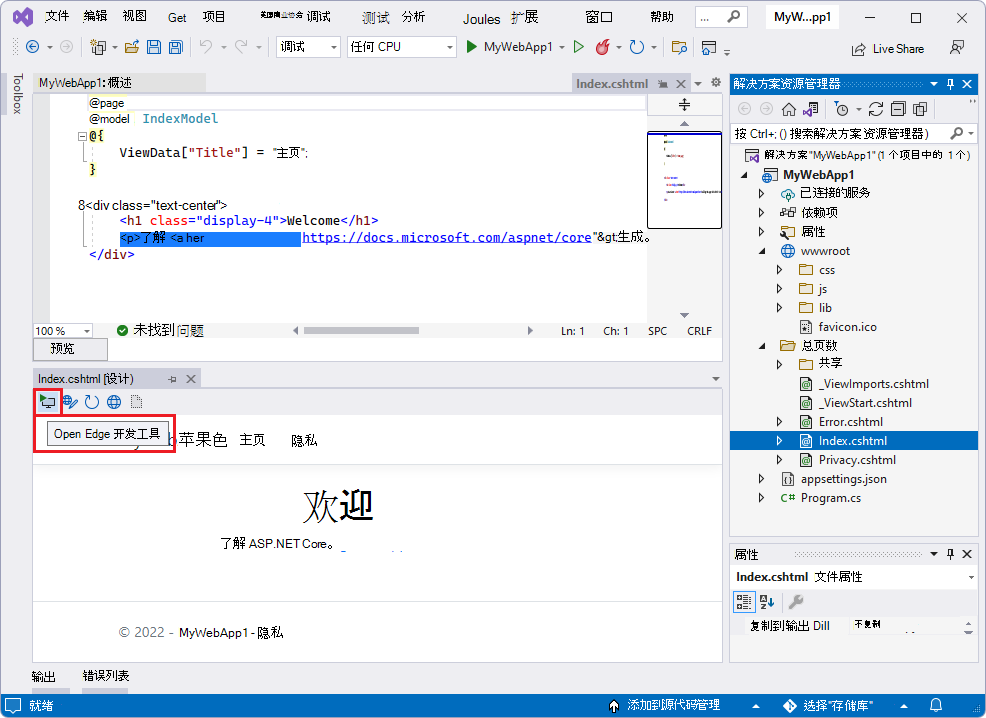 文件 编辑 视图 Get 项目 调试 测试 分析 Joules 扩展 窗口 帮助 ... MyW...pp1
调试 任何 CPU MyWebApp1 Live Share
Toolbox
MyWebApp1: 概述 Index.cshtml
@page
@model IndexModel
@{
ViewData["Title"] = "主页";
}
8<div class="text-center">
<h1 class="display-4">Welcome</h1>
<p>了解 <a her https://docs.microsoft.com/aspnet/core"&gt;生成。
</div>
100 % 未找到问题 Ln: 1 Ch: 1 SPC CRLF
预览
Index.cshtml [设计)
Open Edge 开发工具
苹果色 主页 隐私
欢迎
了解 ASP.NET Core。
© 2022 - MyWebApp1 - 隐私
输出 错误列表
解决方案资源管理器
按 Ctrl+; () 搜索解决方案资源管理器)
解决方案"MyWebApp1" (1 个项目中的 1 个)
MyWebApp1
已连接的服务
依赖项
属性
wwwroot
css
js
lib
favicon.ico
总页数
共享
_ViewImports.cshtml
_ViewStart.cshtml
Error.cshtml
Index.cshtml
Privacy.cshtml
appsettings.json
C# Program.cs
属性
Index.cshtml 文件属性
复制到输出 Dill 不复制
就绪 添加到源代码管理 选择"存储库"